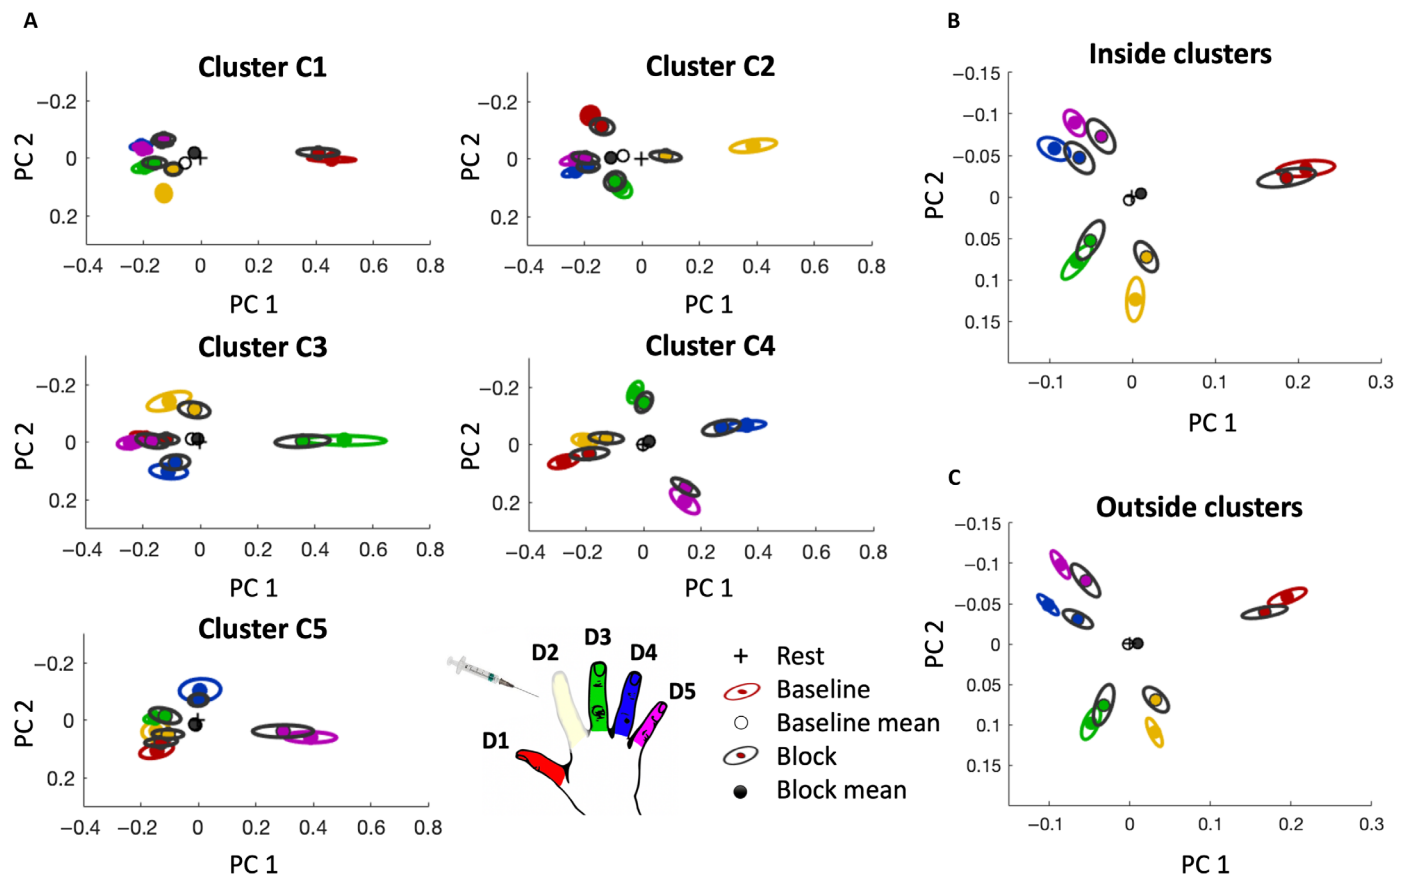 A
Cluster C1
PC 2
−0.2
0
0.2
−0.4 −0.2 0 0.2 0.4 0.6 0.8
PC 1
Cluster C2
PC 2
−0.2
0
0.2
−0.4 −0.2 0 0.2 0.4 0.6 0.8
PC 1
Cluster C3
PC 2
−0.2
0
0.2
−0.4 −0.2 0 0.2 0.4 0.6 0.8
PC 1
Cluster C4
PC 2
−0.2
0
0.2
−0.4 −0.2 0 0.2 0.4 0.6 0.8
PC 1
Cluster C5
PC 2
−0.2
0
0.2
−0.4 −0.2 0 0.2 0.4 0.6 0.8
PC 1
D1
D2
D3
D4
D5
Rest
Baseline
Baseline mean
Block
Block mean
B
Inside clusters
PC 2
−0.15
−0.1
−0.05
0
0.05
0.1
0.15
−0.1 0 0.1 0.2 0.3
PC 1
C
Outside clusters
PC 2
−0.15
−0.1
−0.05
0
0.05
0.1
0.15
−0.1 0 0.1 0.2 0.3
PC 1